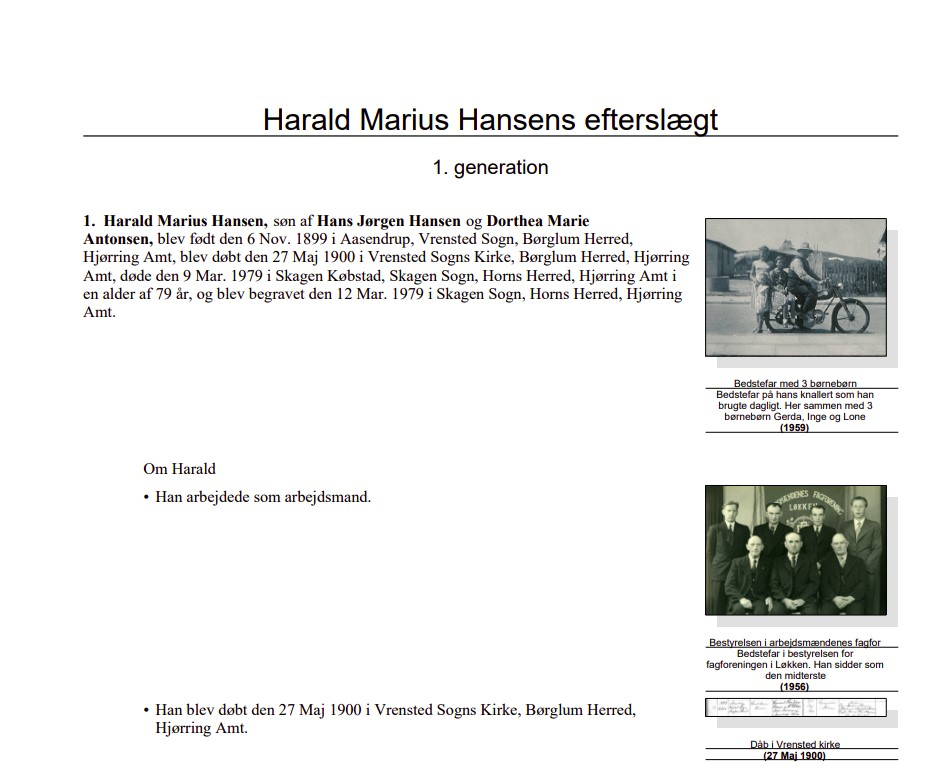 Harald Marius Hansens efterslægt
1. generation
1. Harald Marius Hansen, søn af Hans Jørgen Hansen og Dorthea Marie
Antonsen, blev født den 6 Nov. 1899 i Aasendrup, Vrensted Sogn, Børglum Herred,
Hjørring Amt, blev døbt den 27 Maj 1900 i Vrensted Sogns Kirke, Børglum Herred, Hjørring
Amt, døde den 9 Mar. 1979 i Skagen Købstad, Skagen Sogn, Horns Herred, Hjørring Amt i
en alder af 79 år, og blev begravet den 12 Mar. 1979 i Skagen Sogn, Horns Herred, Hjørring
Amt.
Bedstefar med 3 børnebørn
Bedstefar på hans knallert som han
brugte dagligt. Her sammen med 3
børnebørn Gerda, Inge og Lone
(1959)
Om Harald
• Han arbejdede som arbejdsmand.
FAGFORENING
LØKKEN
Bestyrelsen i arbejdsmændenes fagfor
Bedstefar i bestyrelsen for
fagforeningen i Løkken. Han sidder som
den midterste
(1956)
• Han blev døbt den 27 Maj 1900 i Vrensted Sogns Kirke, Børglum Herred,
Hjørring Amt.
Dåb i Vrensted kirke
(27 Maj 1900)